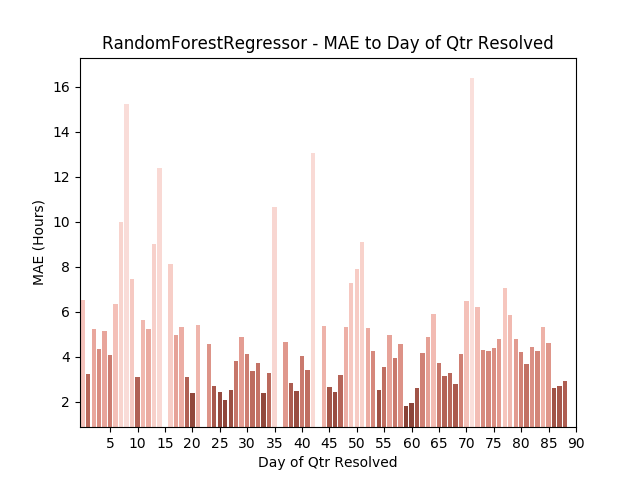 RandomForestRegressor - MAE to Day of Qtr Resolved
MAE (Hours)
16
14
12
10
8
6
4
2
5 10 15 20 25 30 35 40 45 50 55 60 65 70 75 80 85 90
Day of Qtr Resolved